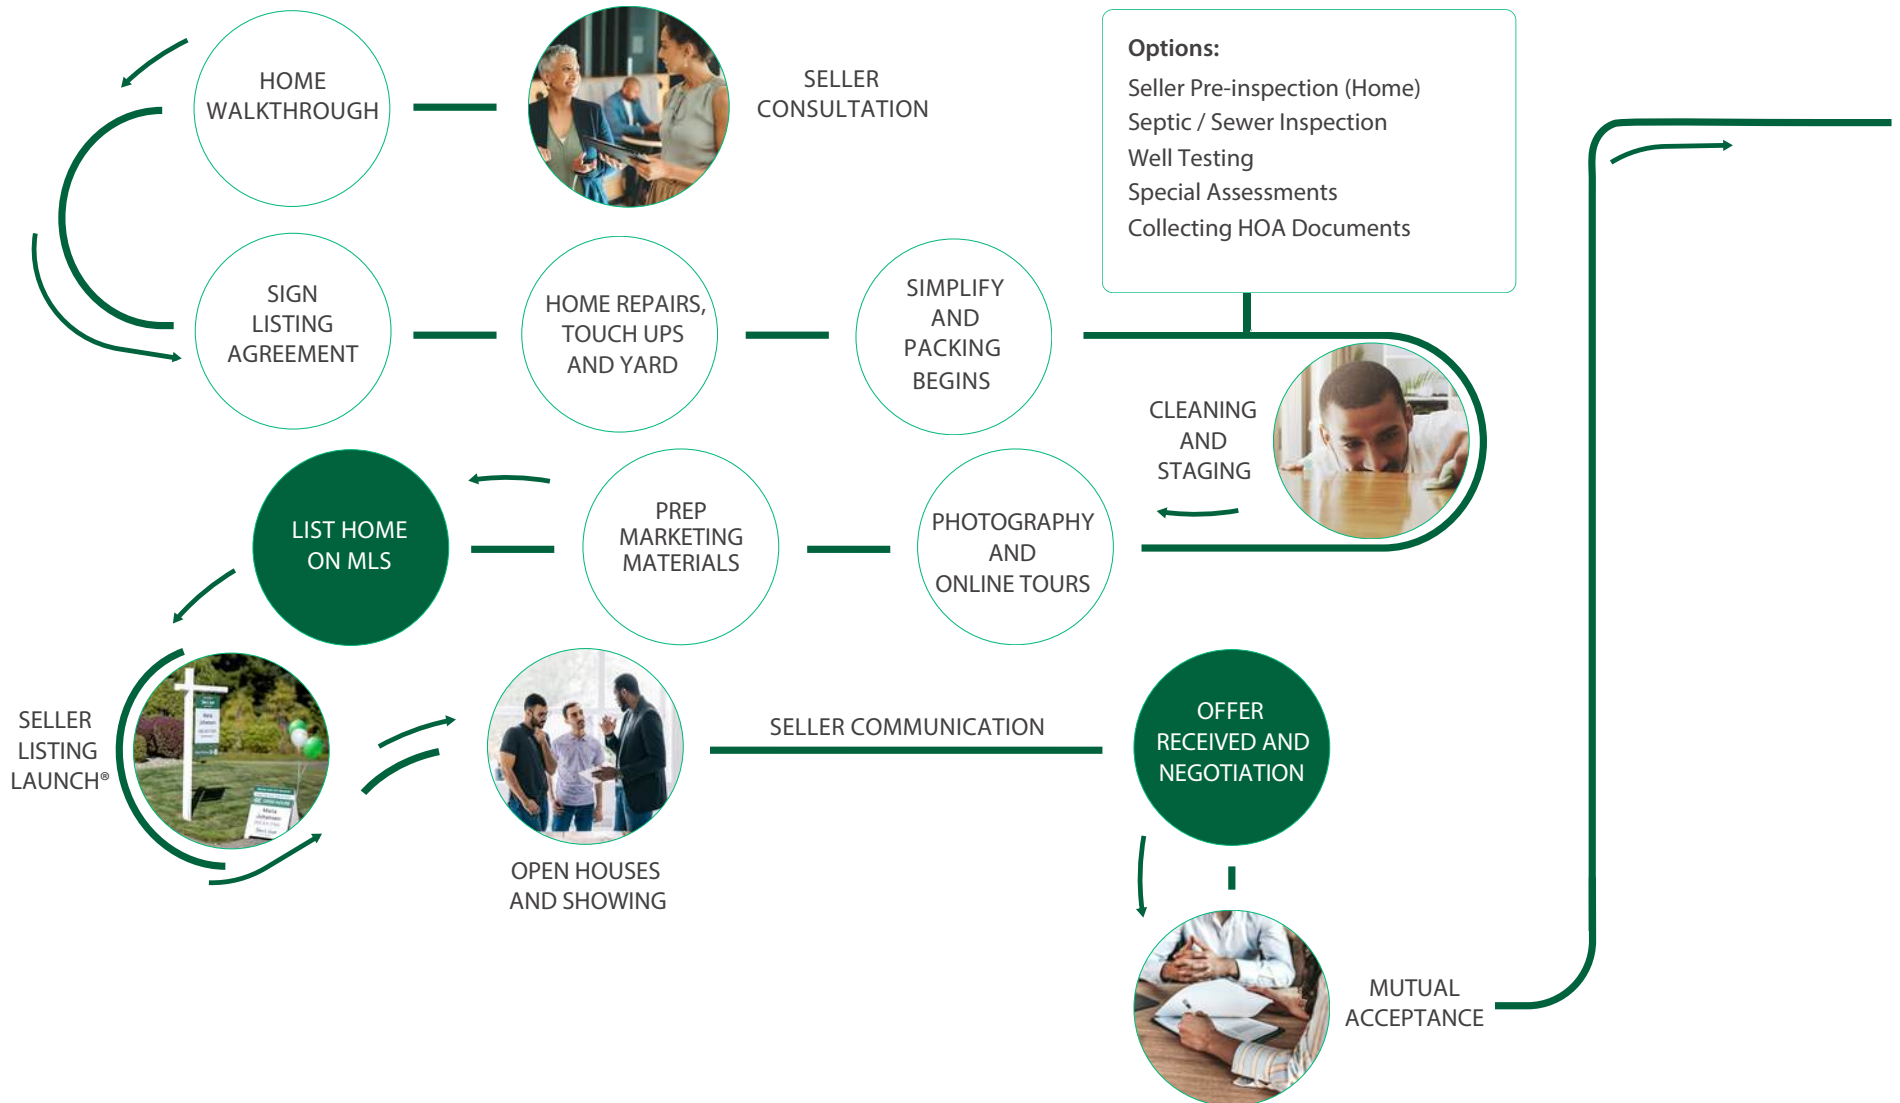 HOME
WALKTHROUGH
SELLER
CONSULTATION
Options:
Seller Pre-inspection (Home)
Septic / Sewer Inspection
Well Testing
Special Assessments
Collecting HOA Documents
SIGN
LISTING
AGREEMENT
HOME REPAIRS,
TOUCH UPS
AND YARD
SIMPLIFY
AND
PACKING
BEGINS
CLEANING
AND
STAGING
LIST HOME
ON MLS
PREP
MARKETING
MATERIALS
PHOTOGRAPHY
AND
ONLINE TOURS
SELLER
LISTING
LAUNCH®
OPEN HOUSES
AND SHOWING
SELLER COMMUNICATION
OFFER
RECEIVED AND
NEGOTIATION
MUTUAL
ACCEPTANCE